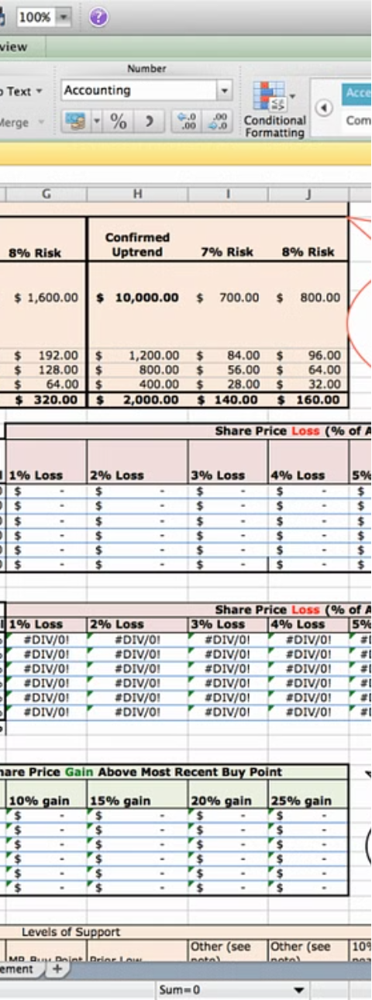 100%
view
Number
Text
Accounting
Merge
%
.0 .00
.00 .0
Conditional
Formatting
Com
G H I J
8% Risk Confirmed Uptrend 7% Risk 8% Risk
$ 1,600.00 $ 10,000.00 $ 700.00 $ 800.00
$ 192.00 $ 1,200.00 $ 84.00 $ 96.00
$ 128.00 $ 800.00 $ 56.00 $ 64.00
$ 64.00 $ 400.00 $ 28.00 $ 32.00
$ 320.00 $ 2,000.00 $ 140.00 $ 160.00
Share Price Loss (% of A
1% Loss 2% Loss 3% Loss 4% Loss 5%
$ - $ - $ - $ - $
$ - $ - $ - $ - $
$ - $ - $ - $ - $
$ - $ - $ - $ - $
$ - $ - $ - $ - $
$ - $ - $ - $ - $
Share Price Loss (% of A
1% Loss 2% Loss 3% Loss 4% Loss 5%
#DIV/0! #DIV/0! #DIV/0! #DIV/0!
#DIV/0! #DIV/0! #DIV/0! #DIV/0!
#DIV/0! #DIV/0! #DIV/0! #DIV/0!
#DIV/0! #DIV/0! #DIV/0! #DIV/0!
#DIV/0! #DIV/0! #DIV/0! #DIV/0!
#DIV/0! #DIV/0! #DIV/0! #DIV/0!
hare Price Gain Above Most Recent Buy Point
10% gain 15% gain 20% gain 25% gain
$ - $ - $ - $ -
$ - $ - $ - $ -
$ - $ - $ - $ -
$ - $ - $ - $ -
$ - $ - $ - $ -
$ - $ - $ - $ -
Levels of Support
Other (see Other (see 10%
MR Buy Point Prior Low note) note)
ement
Sum=0